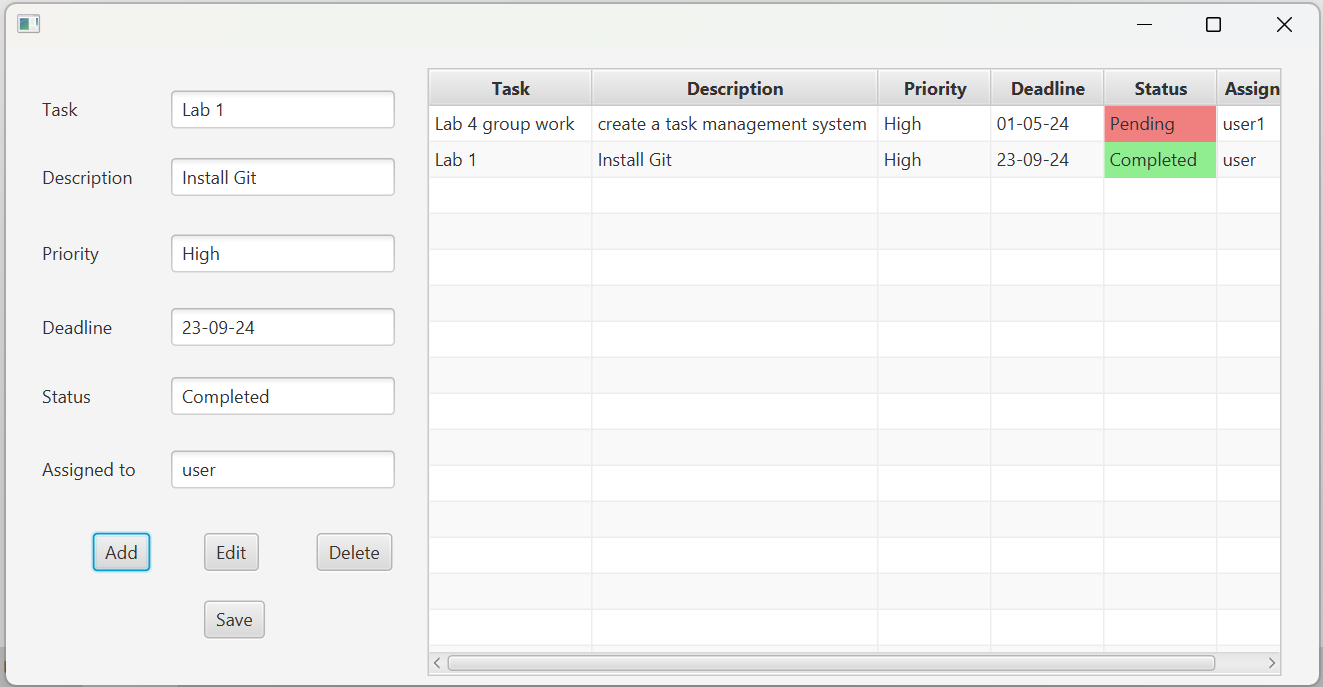 Task Lab 1
Description Install Git
Priority High
Deadline 23-09-24
Status Completed
Assigned to user
Add Edit Delete
Save
Task Description Priority Deadline Status Assign
Lab 4 group work create a task management system High 01-05-24 Pending user1
Lab 1 Install Git High 23-09-24 Completed user